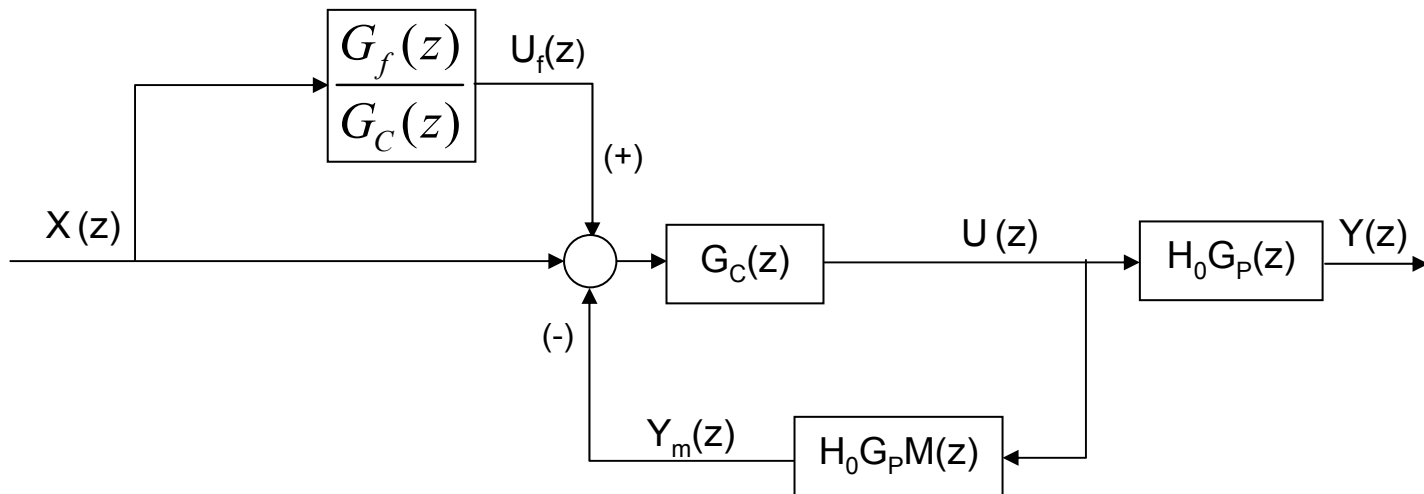 G_f(z)
G_C(z)
U_f(z)
(+)
X(z)
G_C(z)
U(z)
H_0G_P(z)
Y(z)
(-)
Y_m(z)
H_0G_PM(z)